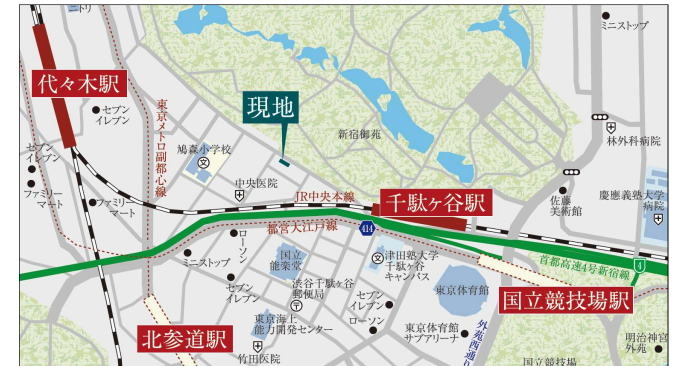 ニトリ
ミニストップ
代々木駅
セブン
イレブン
現地
東京メトロ副都心線
新宿御苑
林外科病院
鳩森小学校
セブン
イレブン
中央医院
ファミリー
マート
ファミリー
マート
JR中央本線
千駄ヶ谷駅
佐藤
美術館
慶應義塾大学
病院
都営大江戸線
414
ローソン
ミニストップ
国立
能楽堂
津田塾大学
千駄ヶ谷
キャンパス
首都高速4号新宿線
4
セブン
イレブン
渋谷千駄ヶ谷
郵便局
セブン
イレブン
東京体育館
国立競技場駅
北参道駅
東京海上
能力開発センター
ローソン
東京体育館
サブアリーナ
外苑西通り
明治神宮
外苑
竹田医院
国立競技場